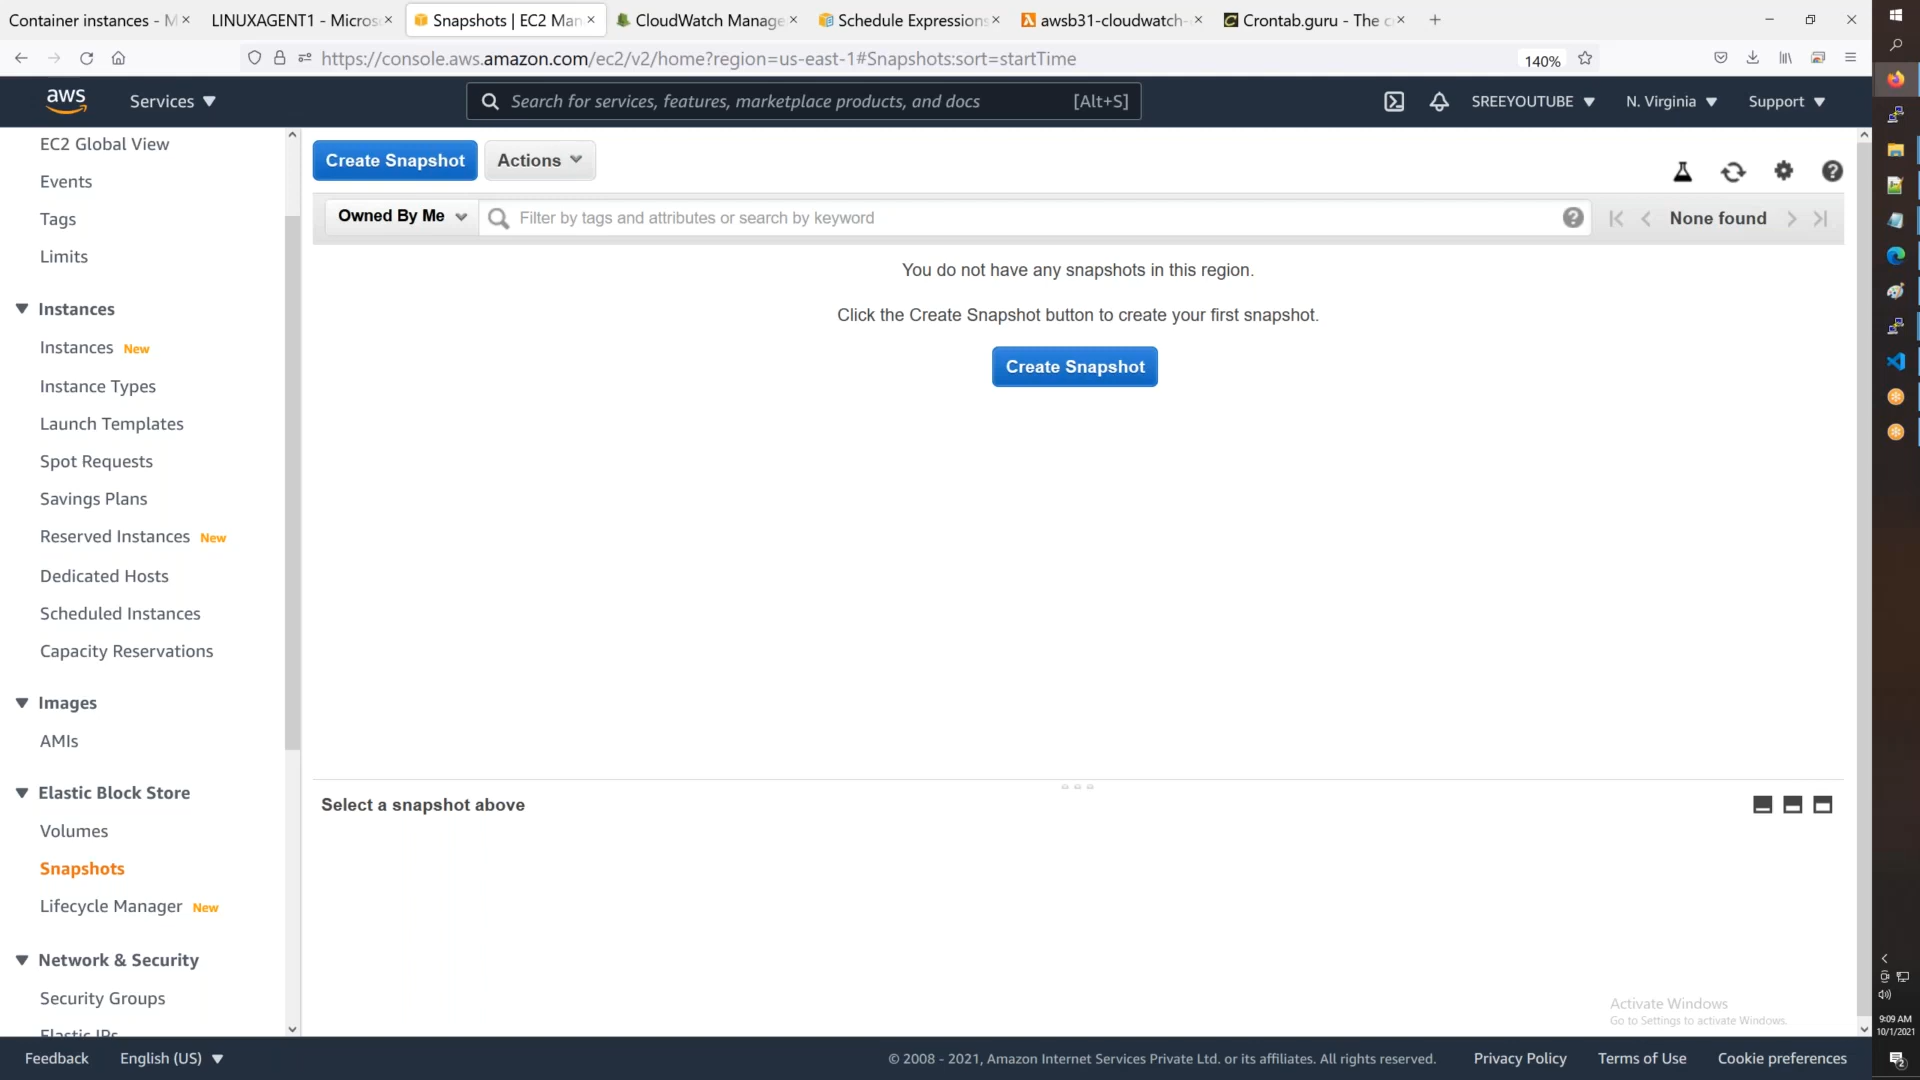 Container instances - M
LINUXAGENT1 - Micros
Snapshots | EC2 Man
CloudWatch Manage
Schedule Expressions
awsb31-cloudwatch-
Crontab.guru - The c
https://console.aws.amazon.com/ec2/v2/home?region=us-east-1#Snapshots:sort=startTime
140%
aws
Services
Search for services, features, marketplace products, and docs [Alt+S]
SREEYOUTUBE
N. Virginia
Support
EC2 Global View
Events
Tags
Limits
Instances
Instances New
Instance Types
Launch Templates
Spot Requests
Savings Plans
Reserved Instances New
Dedicated Hosts
Scheduled Instances
Capacity Reservations
Images
AMIs
Elastic Block Store
Volumes
Snapshots
Lifecycle Manager New
Network & Security
Security Groups
Elastic IPs
Create Snapshot
Actions
Owned By Me
Filter by tags and attributes or search by keyword
None found
You do not have any snapshots in this region.
Click the Create Snapshot button to create your first snapshot.
Create Snapshot
Select a snapshot above
Activate Windows
Go to Settings to activate Windows.
9:09 AM
10/1/2021
2
Feedback
English (US)
© 2008 - 2021, Amazon Internet Services Private Ltd. or its affiliates. All rights reserved.
Privacy Policy
Terms of Use
Cookie preferences